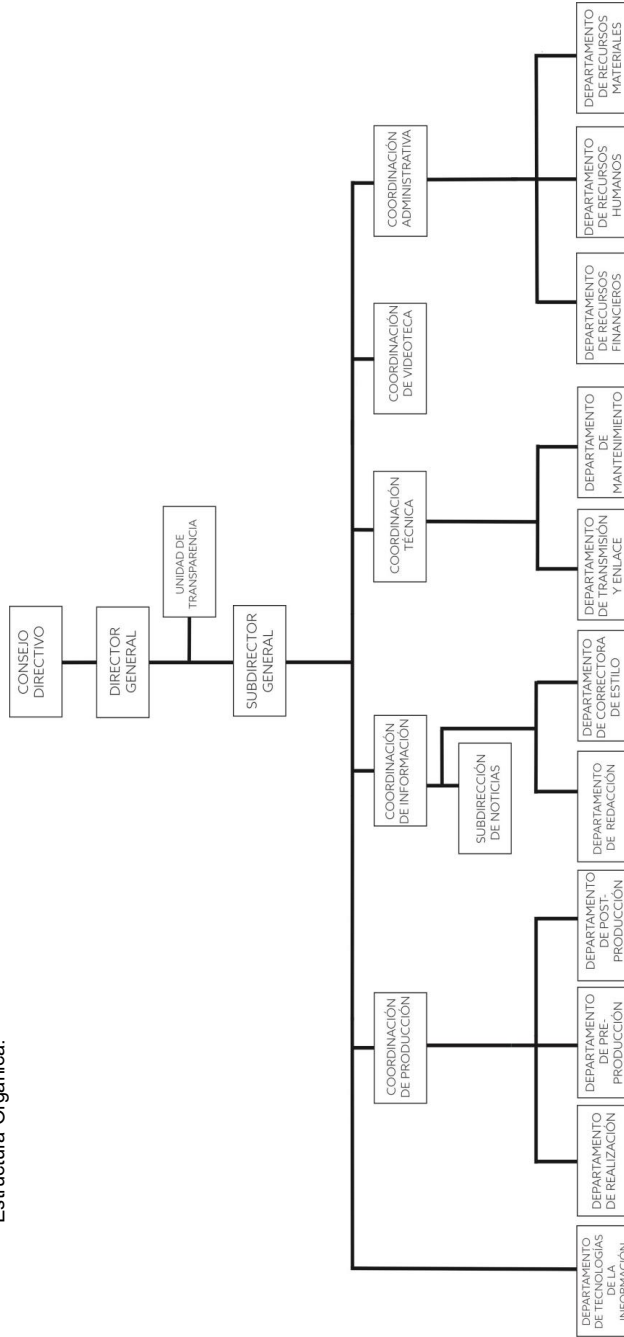 Estructura Orgánica.
CONSEJO
DIRECTIVO
DIRECTOR
GENERAL
UNIDAD DE
TRANSPARENCIA
SUBDIRECTOR
GENERAL
COORDINACIÓN
DE PRODUCCIÓN
COORDINACIÓN
DE INFORMACIÓN
COORDINACIÓN
TÉCNICA
COORDINACIÓN
DE VIDEOTECA
COORDINACIÓN
ADMINISTRATIVA
SUBDIRECCIÓN
DE NOTICIAS
DEPARTAMENTO
DE TECNOLOGÍAS
DE LA
INFORMACIÓN
DEPARTAMENTO
DE REALIZACIÓN
DEPARTAMENTO
DE PRE-
PRODUCCIÓN
DEPARTAMENTO
DE POST-
PRODUCCIÓN
DEPARTAMENTO
DE REDACCIÓN
DEPARTAMENTO
DE CORRECTORA
DE ESTILO
DEPARTAMENTO
DE TRANSMISIÓN
Y ENLACE
DEPARTAMENTO
DE
MANTENIMIENTO
DEPARTAMENTO
DE RECURSOS
FINANCIEROS
DEPARTAMENTO
DE RECURSOS
HUMANOS
DEPARTAMENTO
DE RECURSOS
MATERIALES